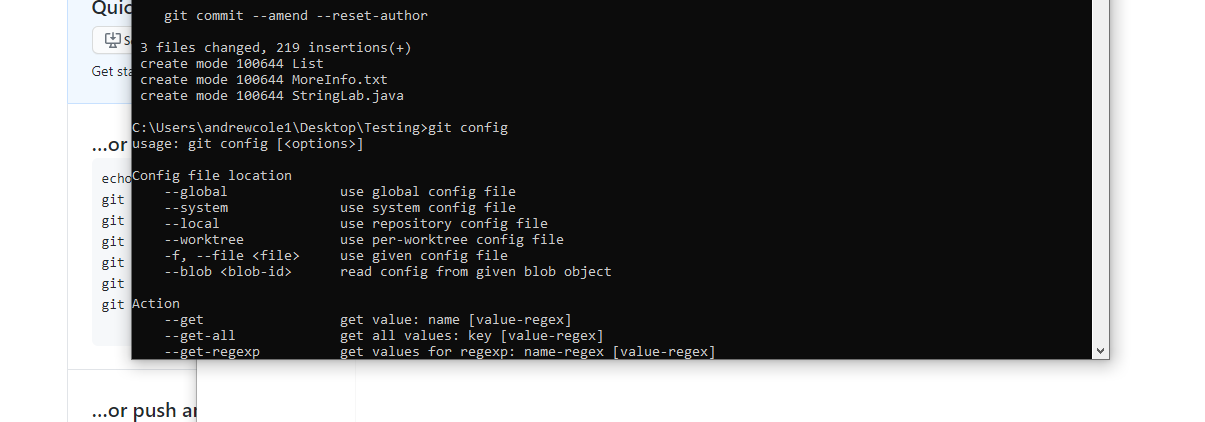 Quic
git commit --amend --reset-author
S
3 files changed, 219 insertions(+)
create mode 100644 List
Get sta
create mode 100644 MoreInfo.txt
create mode 100644 StringLab.java
C:\Users\andrewcole1\Desktop\Testing>git config
...or
usage: git config [<options>]
echo
Config file location
--global use global config file
git
--system use system config file
git
--local use repository config file
git
--worktree use per-worktree config file
git
-f, --file <file> use given config file
--blob <blob-id> read config from given blob object
git
git
Action
--get get value: name [value-regex]
--get-all get all values: key [value-regex]
--get-regexp get values for regexp: name-regex [value-regex]
...or push a